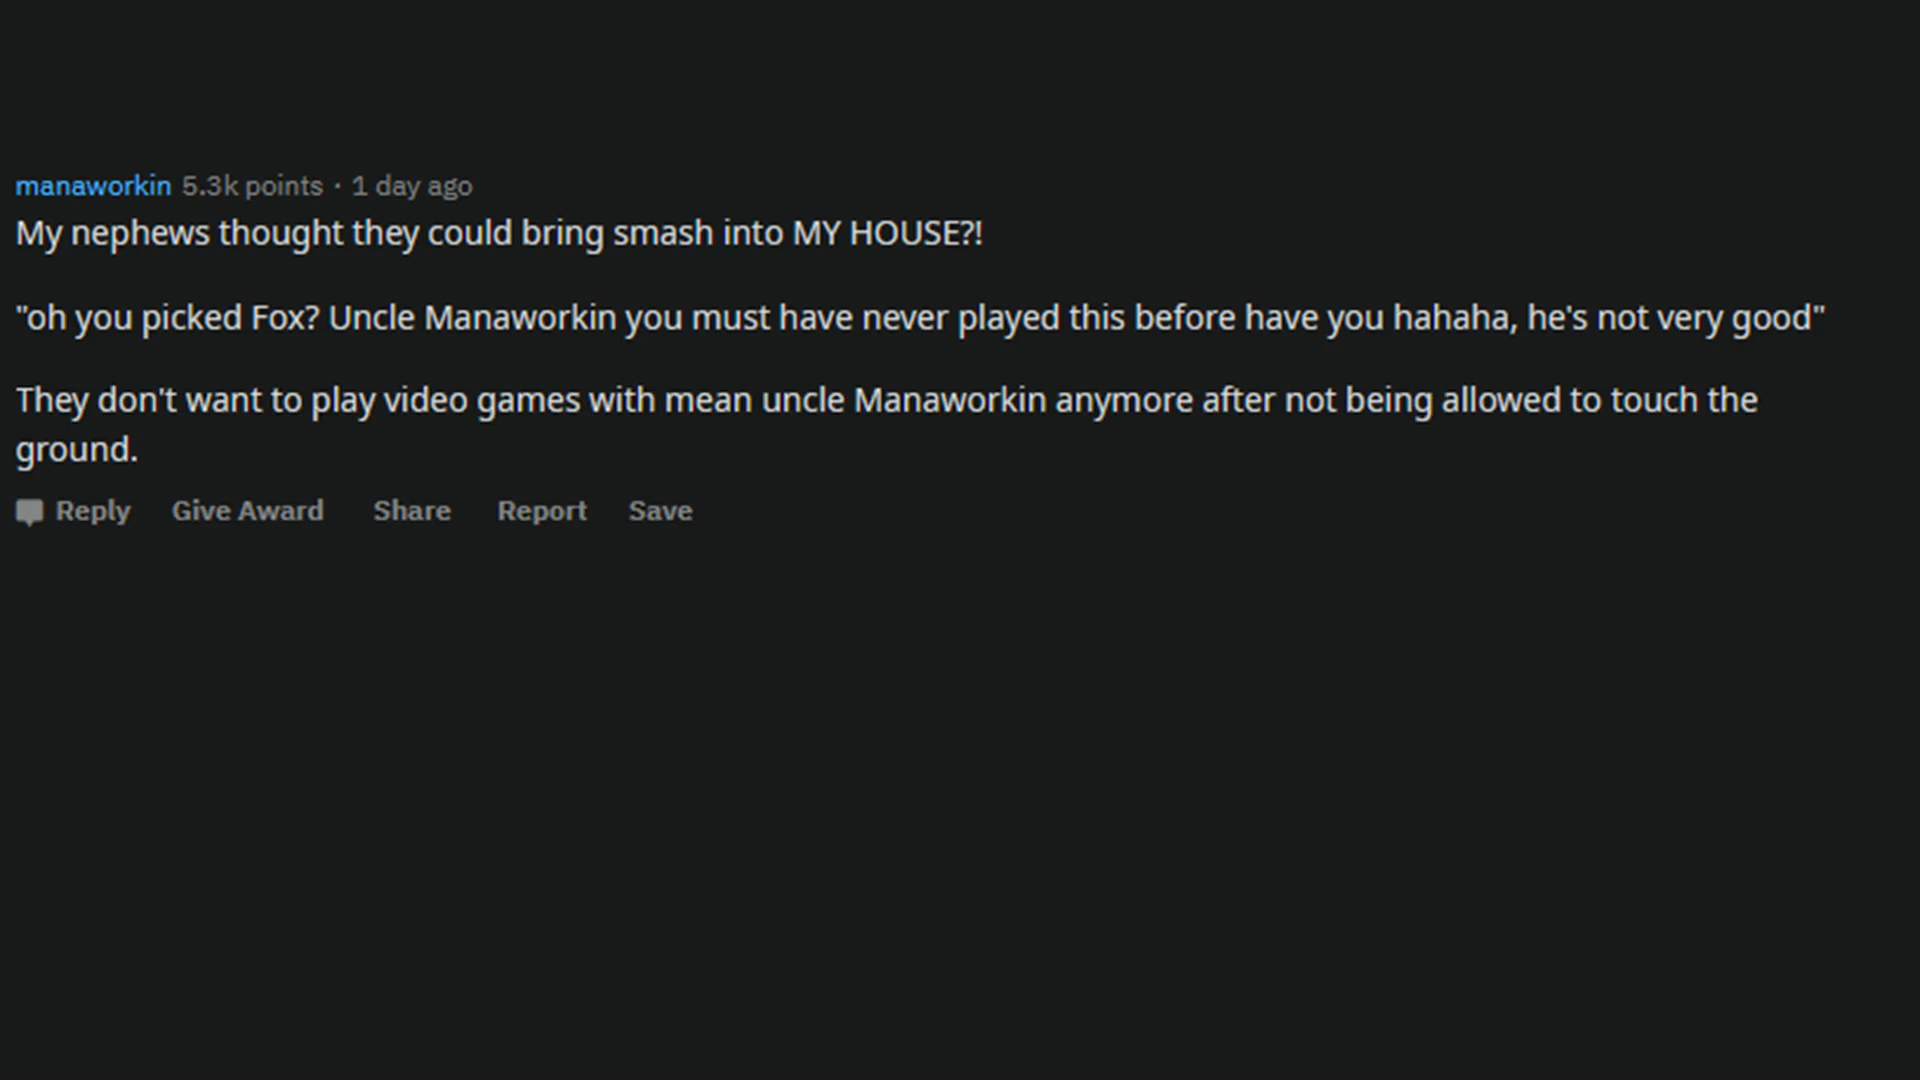 manaworkin 5.3k points · 1 day ago
My nephews thought they could bring smash into MY HOUSE?!
"oh you picked Fox? Uncle Manaworkin you must have never played this before have you hahaha, he's not very good"
They don't want to play video games with mean uncle Manaworkin anymore after not being allowed to touch the
ground.
Reply Give Award Share Report Save